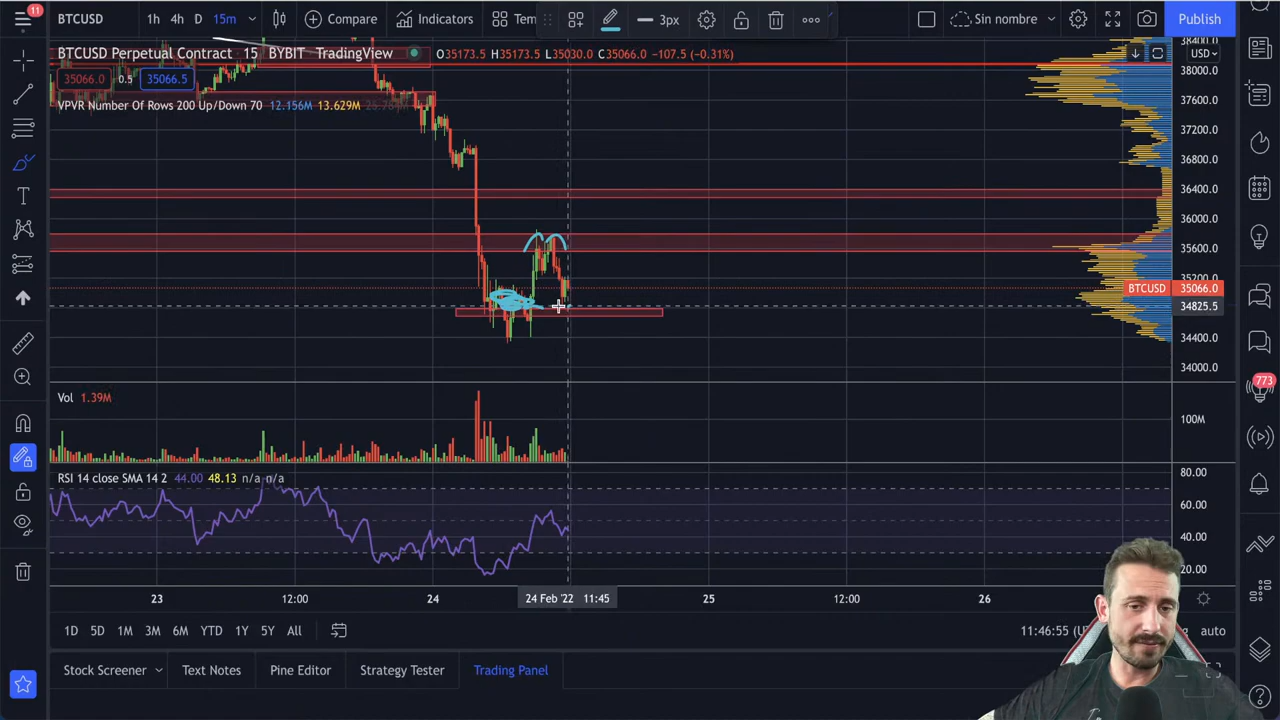 11
BTCUSD 1h 4h D 15m Compare Indicators Tem 3px Sin nombre Publish
BTCUSD Perpetual Contract 15 BYBIT TradingView O35173.5 H35173.5 L35030.0 C35066.0 -107.5 (-0.31%)
USD
35066.0 0.5 35066.5
VPVR Number Of Rows 200 Up/Down 70 12.156M 13.629M
38400.0
38000.0
37600.0
37200.0
36800.0
36400.0
36000.0
35600.0
35200.0
BTCUSD 35066.0
34825.5
34400.0
34000.0
773
Vol 1.39M
100M
RSI 14 close SMA 14 2 44.00 48.13 n/a n/a
80.00
60.00
40.00
20.00
23 12:00 24 24 Feb '22 11:45 25 12:00 26
1D 5D 1M 3M 6M YTD 1Y 5Y All 11:46:55 auto
Stock Screener Text Notes Pine Editor Strategy Tester Trading Panel